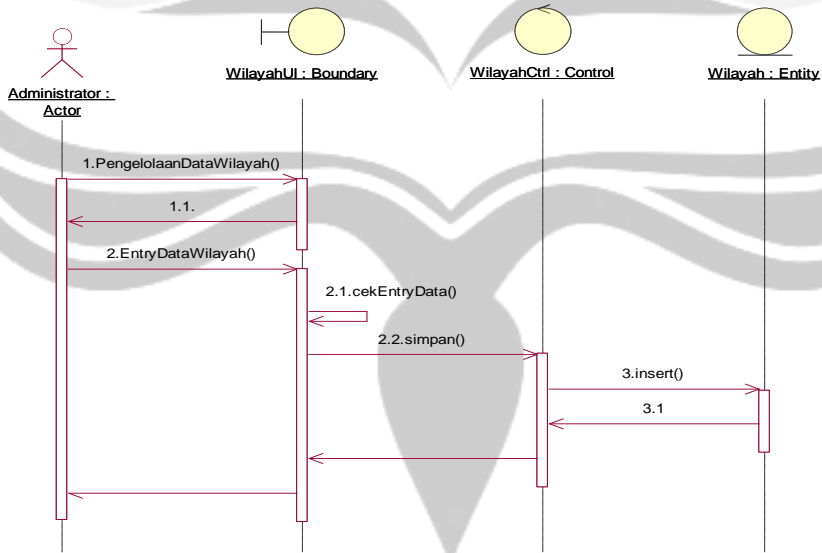 WilayahUI : Boundary
WilayahCtrl : Control
Wilayah : Entity
Administrator :
Actor
1.PengelolaanDataWilayah()
1.1.
2.EntryDataWilayah()
2.1.cekEntryData()
2.2.simpan()
3.insert()
3.1